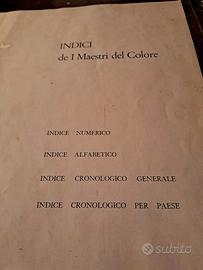 INDICI
de I Maestri del Colore
INDICE NUMERICO
INDICE ALFABETICO
INDICE CRONOLOGICO GENERALE
INDICE CRONOLOGICO PER PAESE
subito